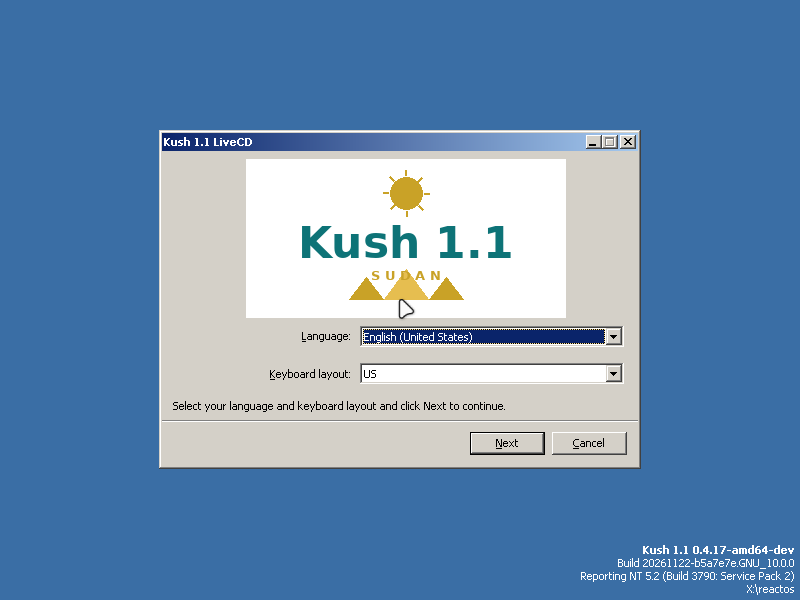 Kush 1.1 LiveCD
Kush 1.1
SUDAN
Language: English (United States)
Keyboard layout: US
Select your language and keyboard layout and click Next to continue.
Next Cancel
Kush 1.1 0.4.17-amd64-dev
Build 20261122-b5a7e7e.GNU_10.0.0
Reporting NT 5.2 (Build 3790: Service Pack 2)
X:\reactos